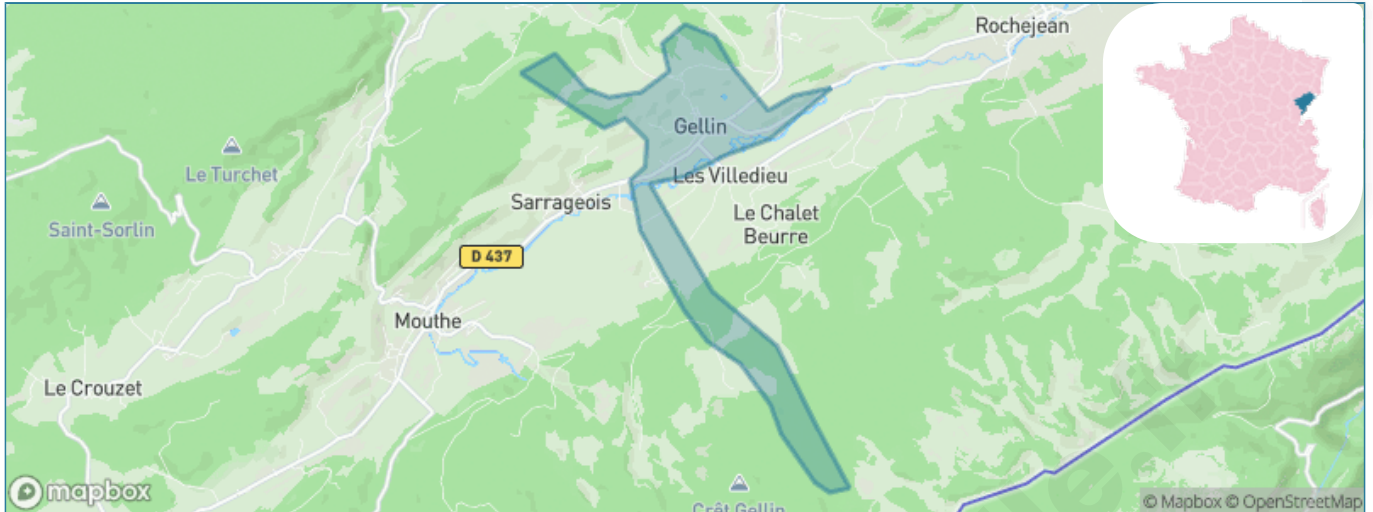 Rochejean
Gellin
Le Turchet
Les Villedieu
Saint-Sorlin
Sarrageois
Le Chalet
Beurre
D 437
Mouthe
Le Crouzet
mapbox
Crêt Gellin
© Mapbox © OpenStreetMap